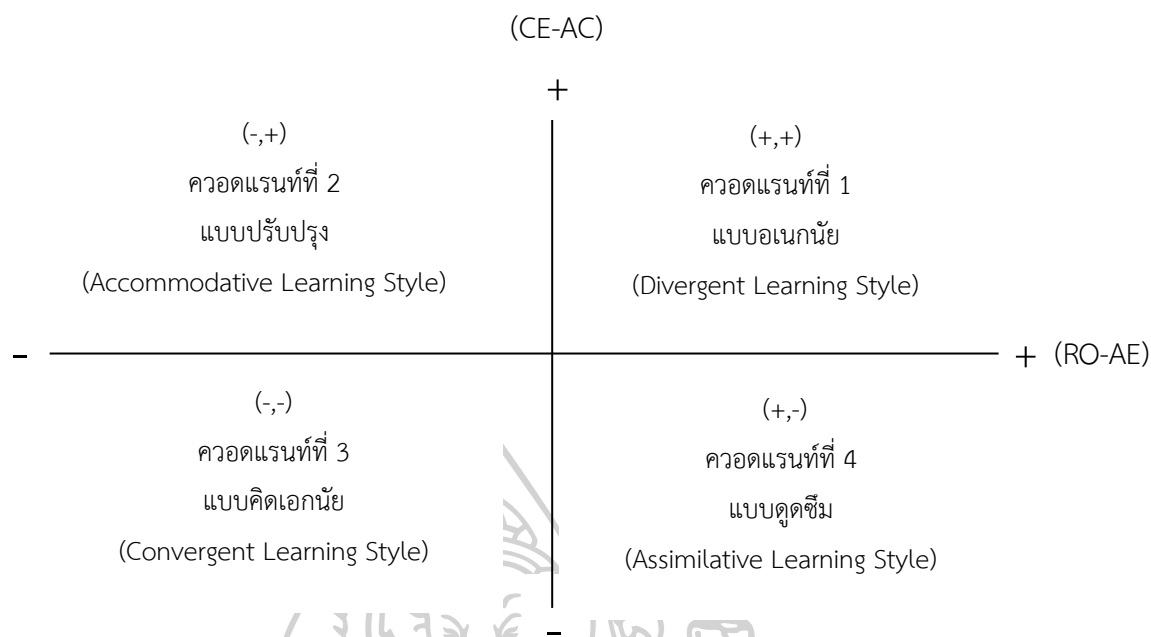 (CE-AC)
+
(-,+)
ควอดแรนท์ที่ 2
แบบปรับปรุง
(Accommodative Learning Style)
(+,+)
ควอดแรนท์ที่ 1
แบบอเนกนัย
(Divergent Learning Style)
-
+ (RO-AE)
(-,-)
ควอดแรนท์ที่ 3
แบบคิดเอกนัย
(Convergent Learning Style)
(+,-)
ควอดแรนท์ที่ 4
แบบดูดซึม
(Assimilative Learning Style)
-